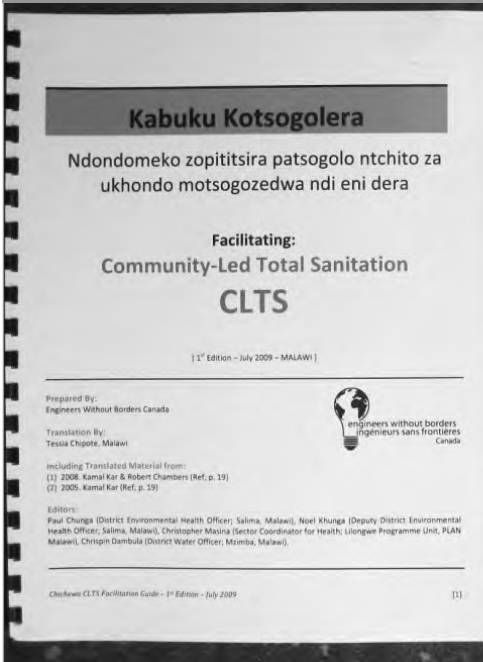 Kabuku Kotsogolera
Ndondomeko zopititsira patsogolo ntchito za
ukhondo motsogozedwa ndi eni dera
Facilitating:
Community-Led Total Sanitation
CLTS
[ 1st Edition – July 2009 – MALAWI ]
Prepared By:
Engineers Without Borders Canada
Translation By:
Tessia Chipote, Malawi
engineers without borders
ingénieurs sans frontières
Canada
Including Translated Material from:
(1) 2008. Kamal Kar & Robert Chambers (Ref. p. 19)
(2) 2005. Kamal Kar (Ref. p. 19)
Editors:
Paul Chunga (District Environmental Health Officer; Salima, Malawi), Noel Khunga (Deputy District Environmental
Health Officer; Salima, Malawi), Christopher Masina (Sector Coordinator for Health; Lilongwe Programme Unit, PLAN
Malawi), Chrispin Dambula (District Water Officer; Mzimba, Malawi).
Chichewa CLTS Facilitation Guide – 1st Edition – July 2009
[1]